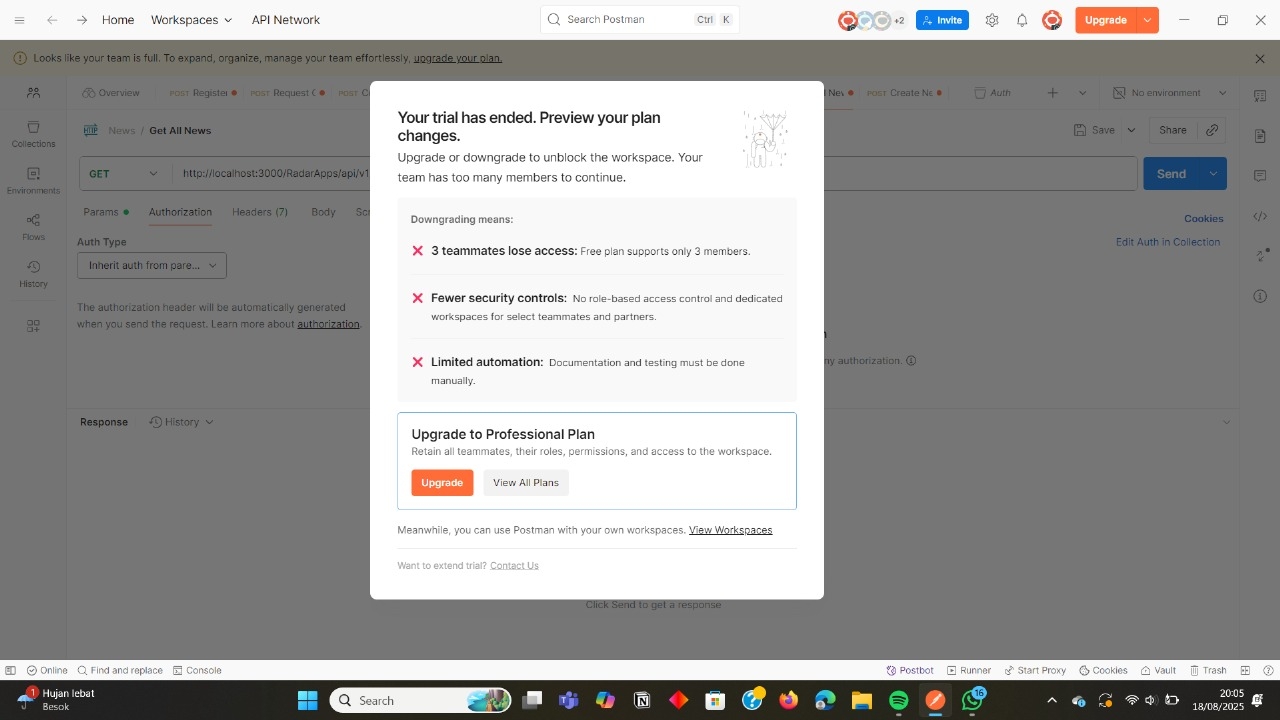 Home
Workspaces
API Network
Search Postman
Ctrl K
+2
Invite
Upgrade
Looks like your team is full. To expand, organize, manage your team effortlessly, upgrade your plan.
Overview
POST Register
POST Request
POST
POST Create Ne
Auth
No environment
Collections
Environments
Flows
History
HTTP News / Get All News
Save
Share
GET
http://localhost:3000/RadarApps/api/v1
Send
Params
Authorization
Headers (7)
Body
Cookies
Auth Type
Inherit auth from pare...
Edit Auth in Collection
The authorization header will be automatically generated
when you send the request. Learn more about authorization.
authorization.
Response
History
Click Send to get a response
Your trial has ended. Preview your plan
changes.
Upgrade or downgrade to unblock the workspace. Your
team has too many members to continue.
Downgrading means:
3 teammates lose access: Free plan supports only 3 members.
Fewer security controls: No role-based access control and dedicated
workspaces for select teammates and partners.
Limited automation: Documentation and testing must be done
manually.
Upgrade to Professional Plan
Retain all teammates, their roles, permissions, and access to the workspace.
Upgrade
View All Plans
Meanwhile, you can use Postman with your own workspaces. View Workspaces
Want to extend trial? Contact Us
Online
Find and replace
Console
Postbot
Runner
Start Proxy
Cookies
Vault
Trash
1
Hujan lebat
Besok
Search
16
20:05
18/08/2025